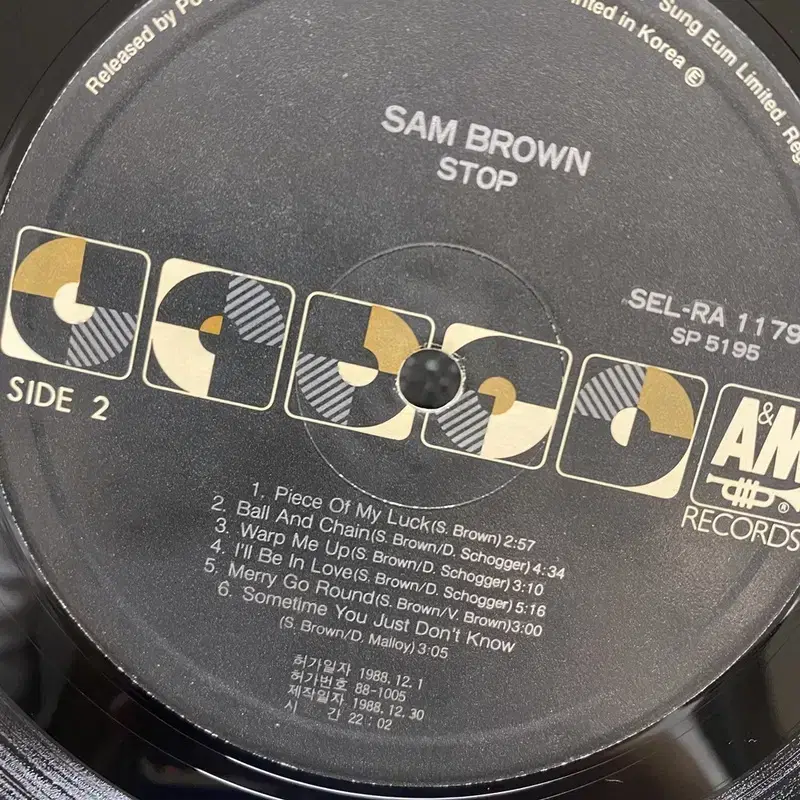 Released by Po
nted in Korea Ⓔ
Sung Eum Limited. Reg
SAM BROWN
STOP
SEL-RA 1179
SP 5195
SIDE 2
A&M
RECORDS
®
1. Piece Of My Luck(S. Brown) 2:57
2. Ball And Chain(S. Brown/D. Schogger) 4:34
3. Warp Me Up(S. Brown/D. Schogger) 3:10
4. I'll Be In Love(S. Brown/D. Schogger) 5:16
5. Merry Go Round(S. Brown/V. Brown)3:00
6. Sometime You Just Don't Know
(S. Brown/D. Malloy) 3:05
허가일자 1988.12.1
허가번호 88-1005
제작일자 1988.12.30
시 간 22:02